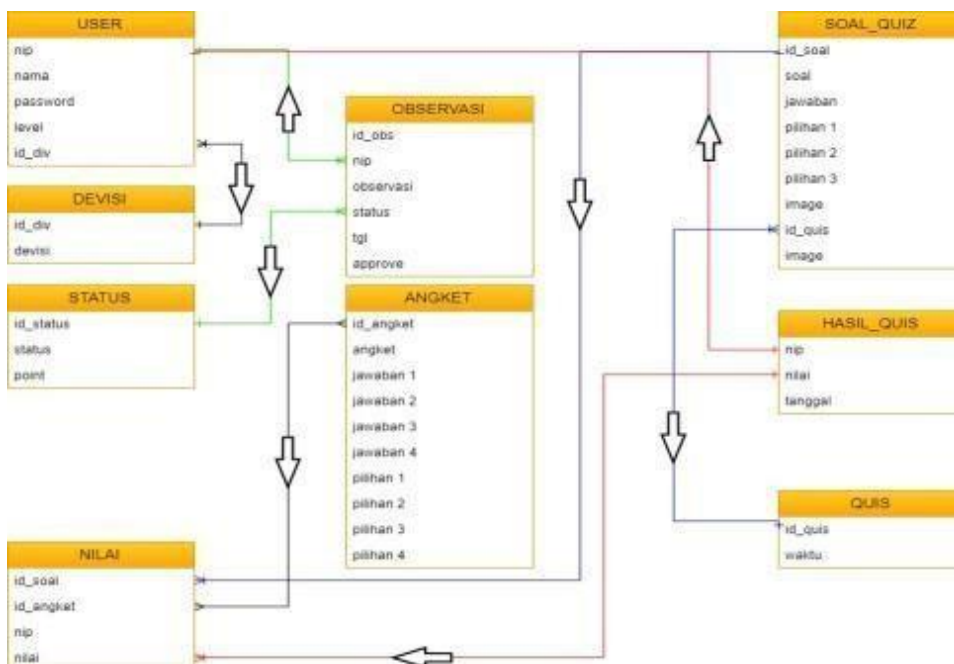 USER
nip
nama
password
level
id_div
DEVISI
id_div
devisi
STATUS
id_status
status
point
NILAI
id_soal
id_angket
nip
nilai
OBSERVASI
id_obs
nip
observasi
status
tgl
approve
ANGKET
id_angket
angket
jawaban 1
jawaban 2
jawaban 3
jawaban 4
pilihan 1
pilihan 2
pilihan 3
pilihan 4
SOAL_QUIZ
id_soal
soal
jawaban
pilihan 1
pilihan 2
pilihan 3
image
id_quis
image
HASIL_QUIS
nip
nilai
tanggal
QUIS
id_quis
waktu